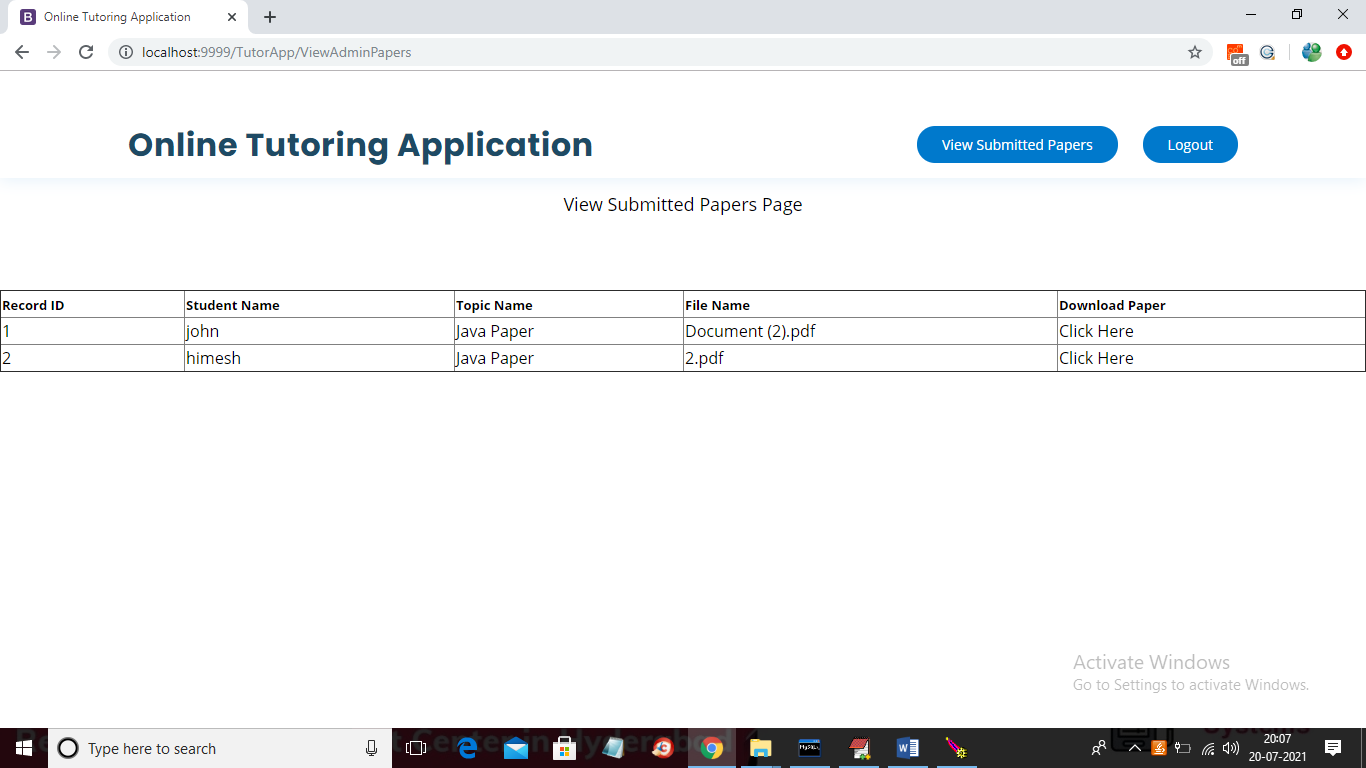 Online Tutoring Application
localhost:9999/TutorApp/ViewAdminPapers
off
Online Tutoring Application
View Submitted Papers
Logout
View Submitted Papers Page
Record ID Student Name Topic Name File Name Download Paper
1 john Java Paper Document (2).pdf Click Here
2 himesh Java Paper 2.pdf Click Here
Activate Windows
Go to Settings to activate Windows.
Type here to search
20:07
20-07-2021